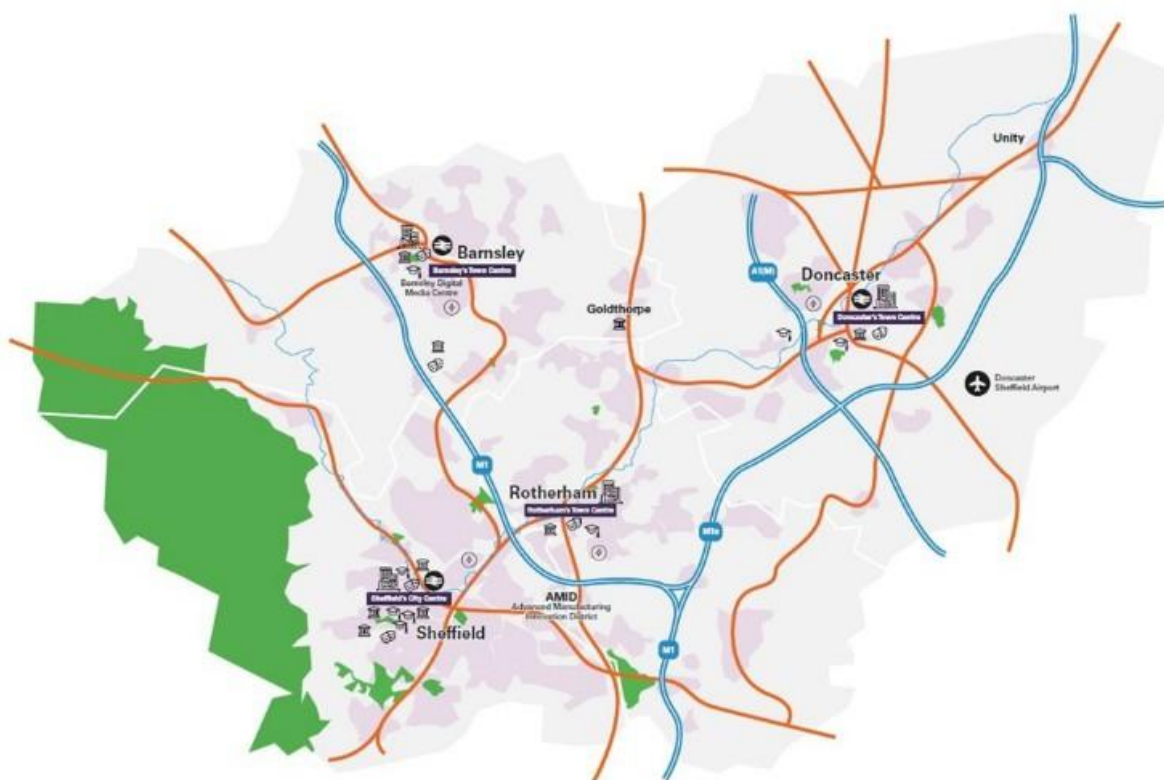 Unity
Barnsley
Barnsley's Town Centre
Barnsley Digital
Media Centre
A1(M)
Doncaster
Doncaster's Town Centre
Goldthorpe
Doncaster
Sheffield Airport
M1
Rotherham
Rotherham's Town Centre
M18
Sheffield's City Centre
AMID
Advanced Manufacturing
Innovation District
Sheffield
M1